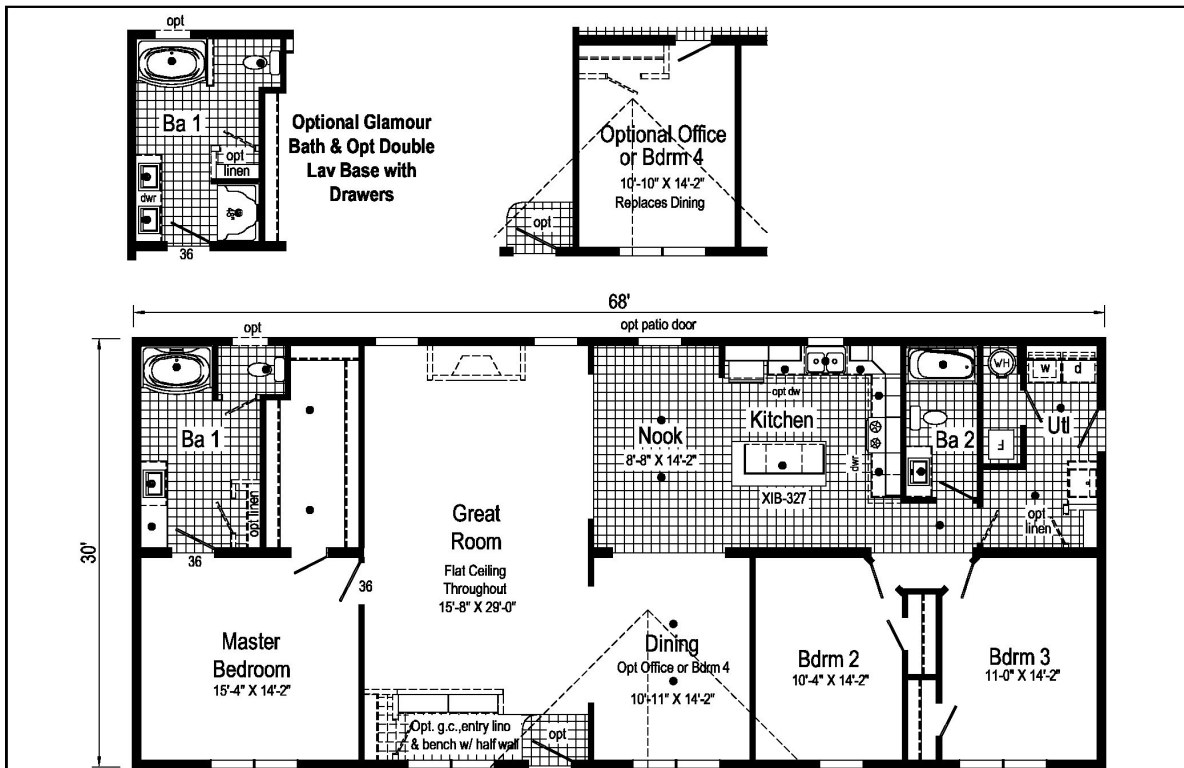 opt
Ba 1
opt
linen
dwr
48"
36
Optional Glamour
Bath & Opt Double
Lav Base with
Drawers
Optional Office
or Bdrm 4
10'-10" X 14'-2"
Replaces Dining
opt
68'
opt
opt patio door
30'
Ba 1
opt linen
36
36
Great
Room
Flat Ceiling
Throughout
15'-8" X 29'-0"
Nook
8'-8" X 14'-2"
opt dw
Kitchen
dwr
XIB-327
Ba 2
WH
w
d
F
Utl
opt
linen
Master
Bedroom
15'-4" X 14'-2"
Dining
Opt Office or Bdrm 4
10'-11" X 14'-2"
Bdrm 2
10'-4" X 14'-2"
Bdrm 3
11'-0" X 14'-2"
Opt. g.c.,entry lino
& bench w/ half wall
opt